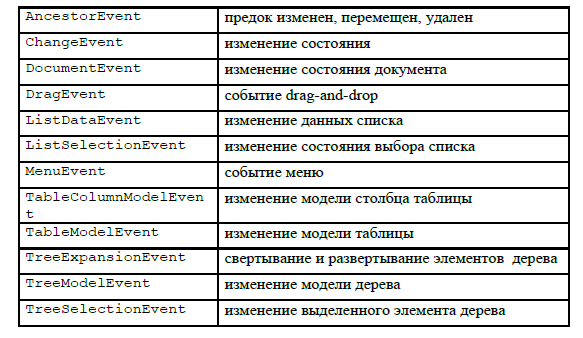 AncestorEvent предок изменен, перемещен, удален
ChangeEvent изменение состояния
DocumentEvent изменение состояния документа
DragEvent событие drag-and-drop
ListDataEvent изменение данных списка
ListSelectionEvent изменение состояния выбора списка
MenuEvent событие меню
TableColumnModelEven изменение модели столбца таблицы
t
TableModelEvent изменение модели таблицы
TreeExpansionEvent свертывание и развертывание элементов дерева
TreeModelEvent изменение модели дерева
TreeSelectionEvent изменение выделенного элемента дерева